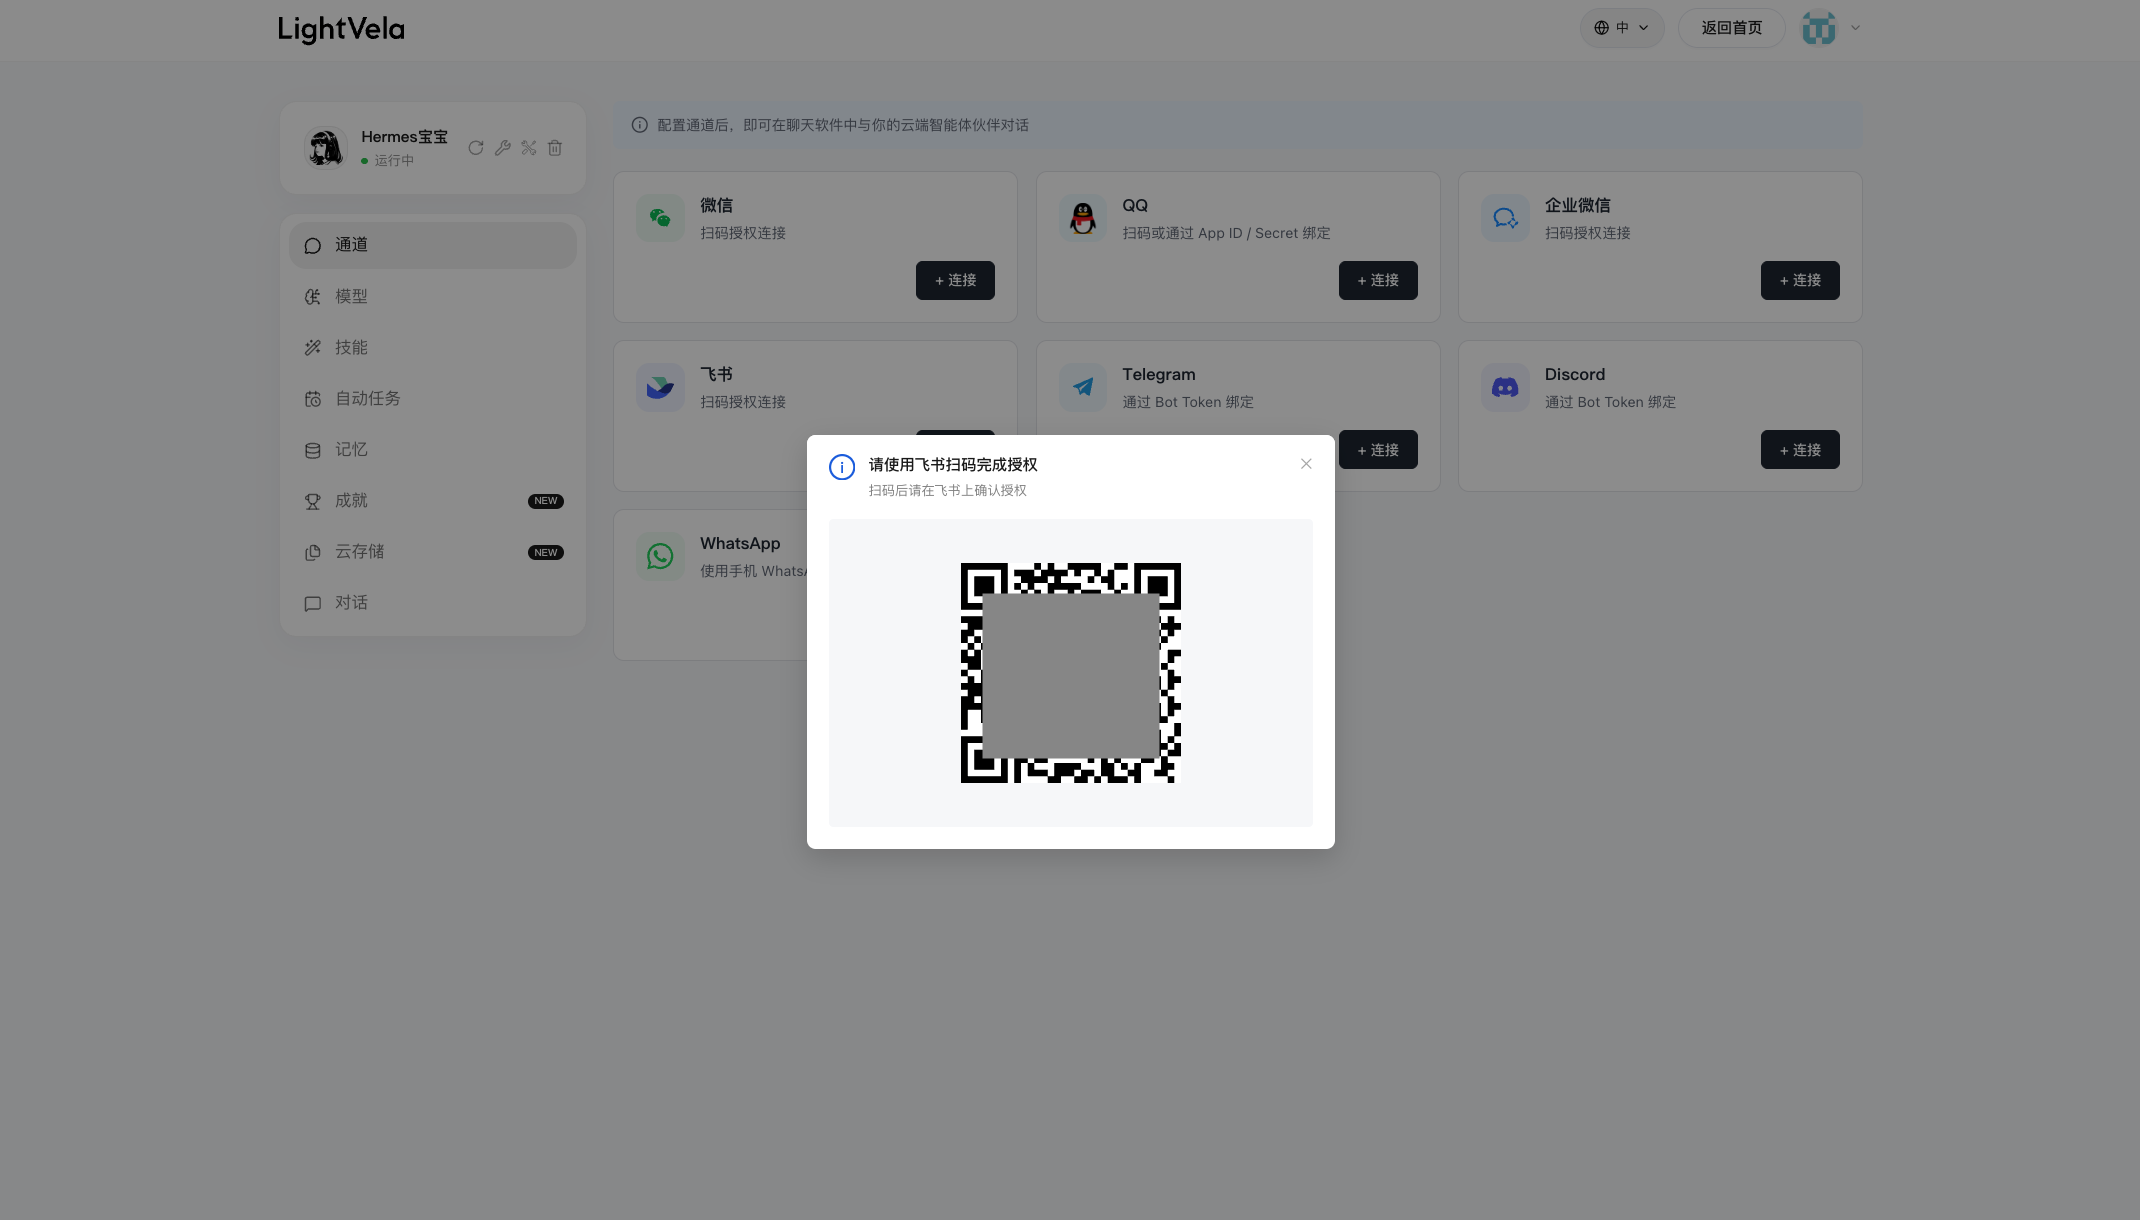 LightVela
中
返回首页
Hermes宝宝
运行中
通道
模型
技能
自动任务
记忆
成就 NEW
云存储 NEW
对话
配置通道后，即可在聊天软件中与你的云端智能体伙伴对话
微信
扫码授权连接
+ 连接
QQ
扫码或通过 App ID / Secret 绑定
+ 连接
企业微信
扫码授权连接
+ 连接
飞书
扫码授权连接
Telegram
通过 Bot Token 绑定
+ 连接
Discord
通过 Bot Token 绑定
+ 连接
WhatsApp
使用手机
请使用飞书扫码完成授权
扫码后请在飞书上确认授权